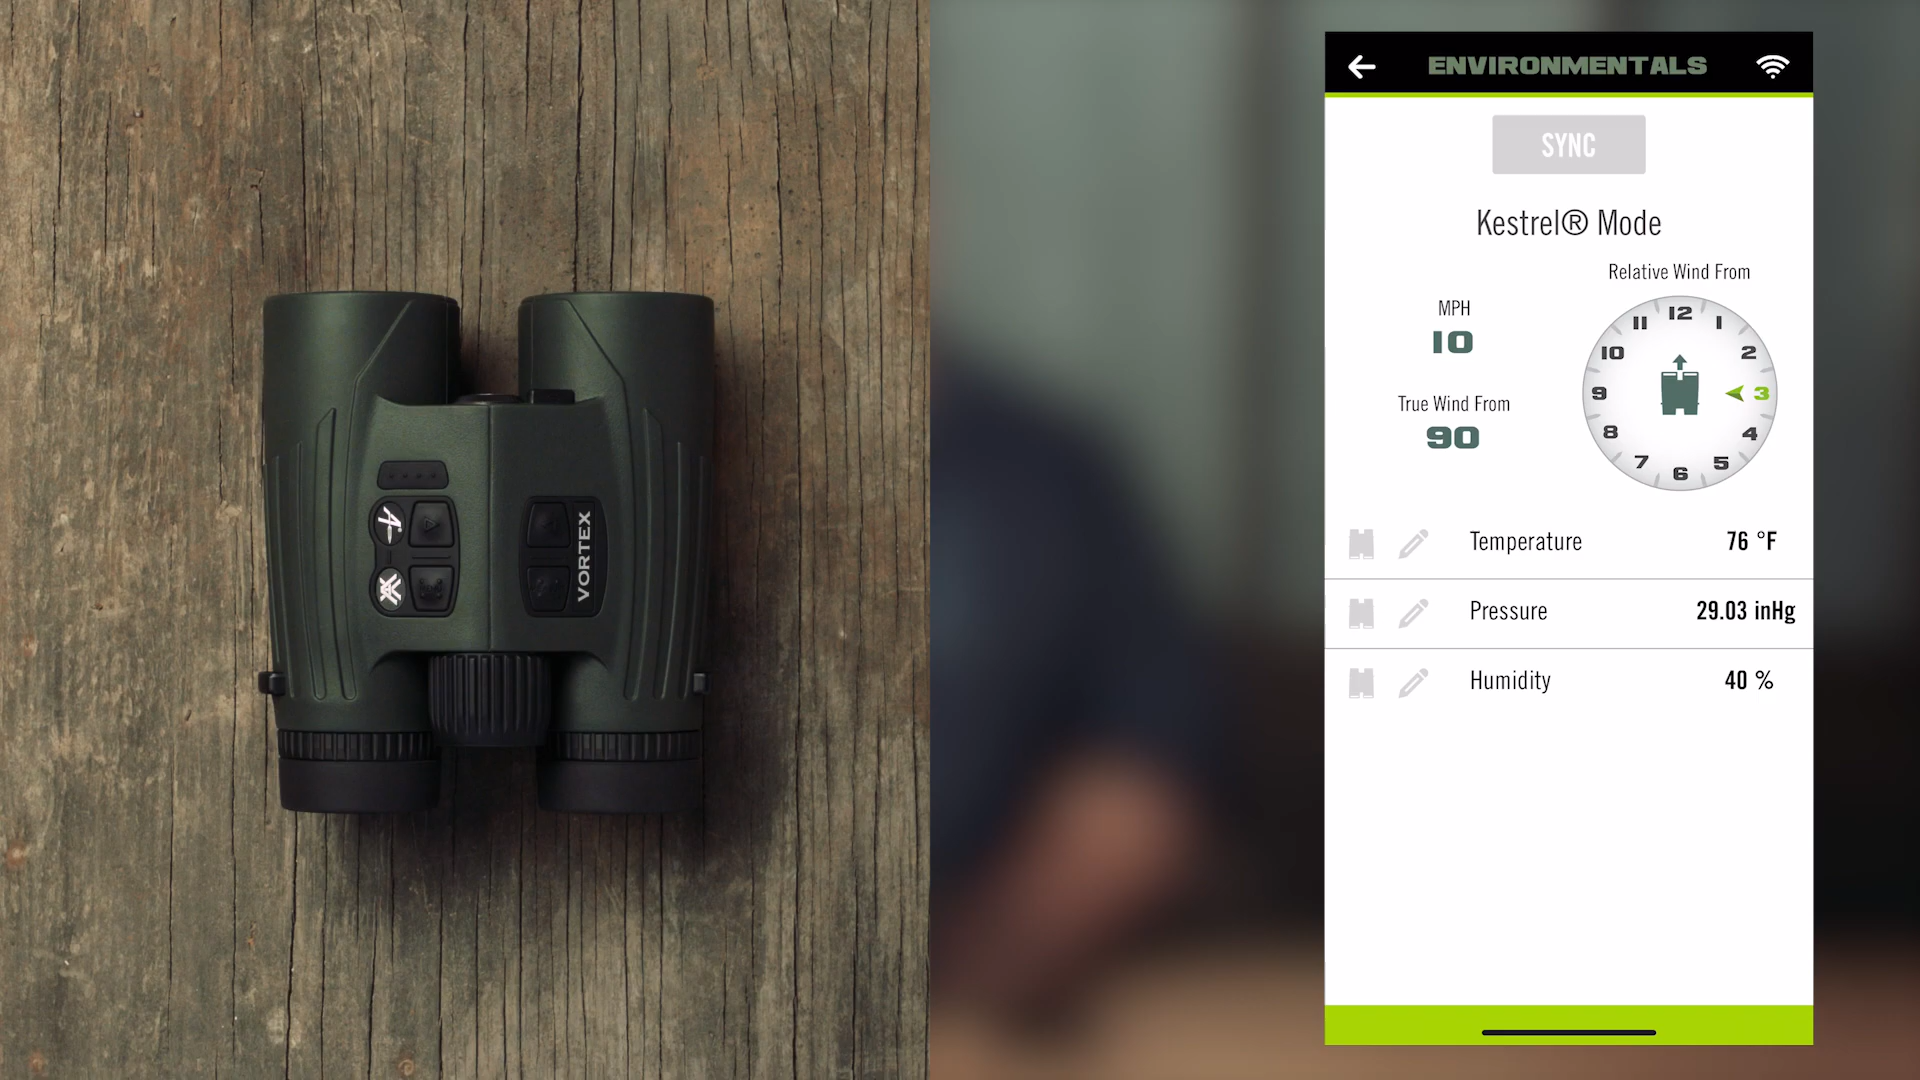 VORTEX
ENVIRONMENTALS
SYNC
Kestrel® Mode
Relative Wind From
MPH
10
True Wind From
90
12
1
2
3
4
5
6
7
8
9
10
11
Temperature 76 °F
Pressure 29.03 inHg
Humidity 40 %